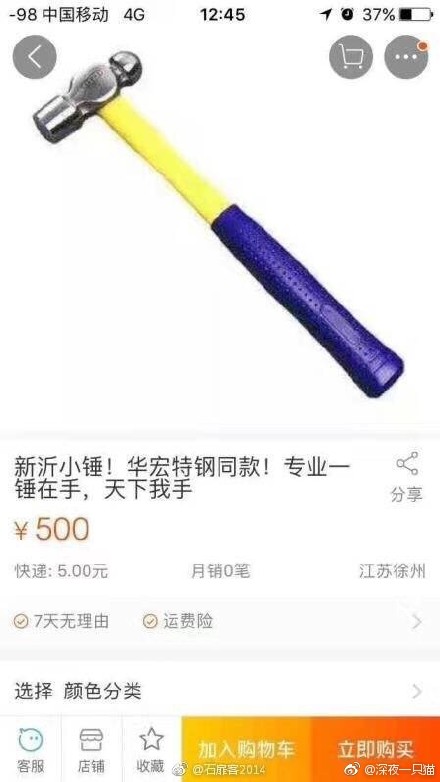 -98 中国移动 4G 12:45 37%
新沂小锤！华宏特钢同款！专业一
锤在手，天下我手
分享
¥ 500
快递: 5.00元 月销0笔 江苏徐州
7天无理由 运费险
选择 颜色分类
客服 店铺 收藏 加入购物车 立即购买
@石扉客2014 @深夜一只猫